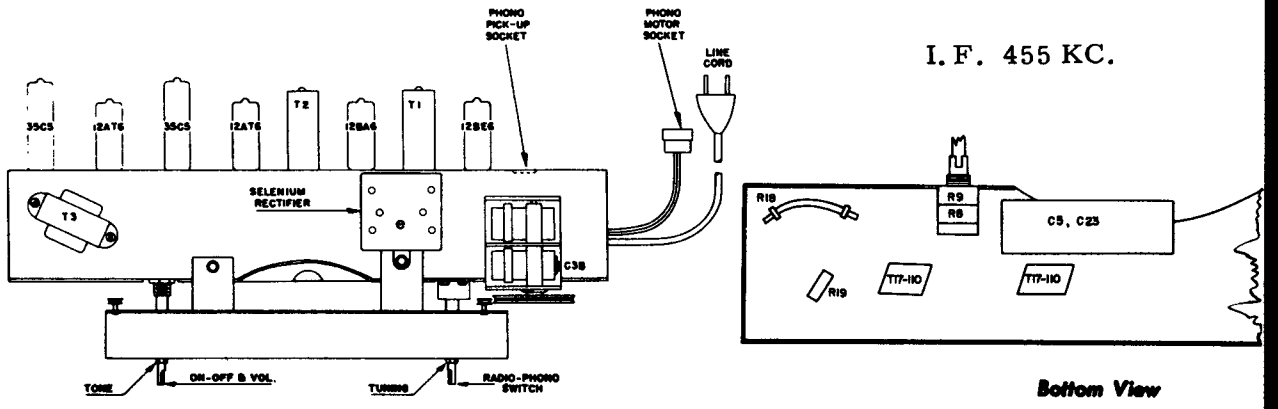 PHONO
PICK-UP
SOCKET
PHONO
MOTOR
SOCKET
LINE
CORD
I. F. 455 KC.
35C5
12AT6
35C5
12AT6
T2
12BA6
T1
12BE6
SELENIUM
RECTIFIER
T3
C38
R18
R9
R8
C5, C23
R19
T17-110
T17-110
TONE
ON-OFF & VOL.
TUNING
RADIO-PHONO
SWITCH
Bottom View